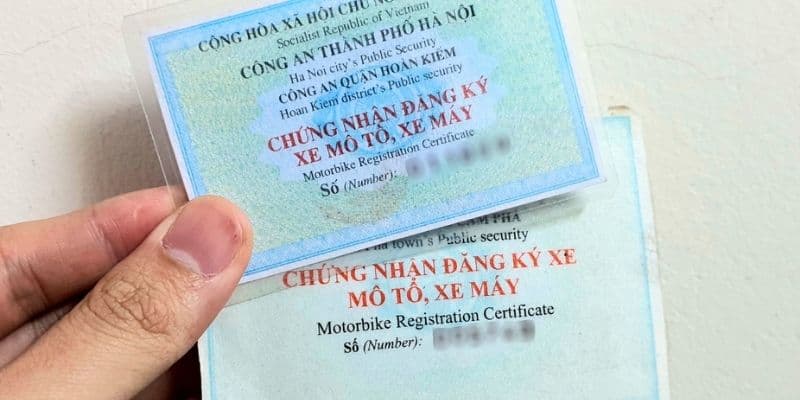 CỘNG HÒA XÃ HỘI CHỦ
Socialist Republic of Vietnam
CÔNG AN THÀNH PHỐ HÀ NỘI
Ha Noi city's Public Security
CÔNG AN QUẬN HOÀN KIẾM
Hoan Kiem district's Public security
CHỨNG NHẬN ĐĂNG KÝ
XE MÔ TÔ, XE MÁY
Motorbike Registration Certificate
Số (Number):
CẨM PHẢ
town's Public security
CHỨNG NHẬN ĐĂNG KÝ XE
MÔ TÔ, XE MÁY
Motorbike Registration Certificate
Số (Number):